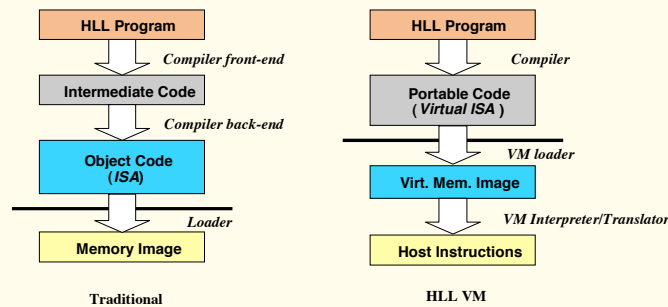 HLL Program
Compiler front-end
Intermediate Code
Compiler back-end
Object Code
(ISA)
Loader
Memory Image
Traditional
HLL Program
Compiler
Portable Code
(Virtual ISA )
VM loader
Virt. Mem. Image
VM Interpreter/Translator
Host Instructions
HLL VM